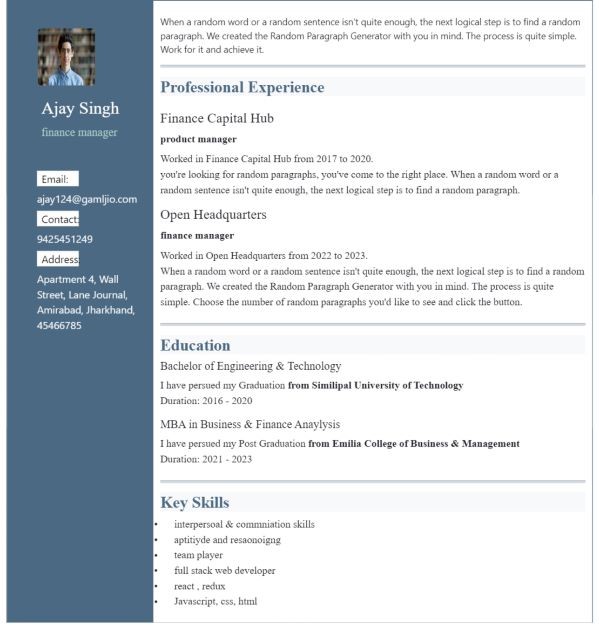 Ajay Singh
finance manager
Email:
ajay124@gamljio.com
Contact:
9425451249
Address:
Apartment 4, Wall
Street, Lane Journal,
Amirabad, Jharkhand,
45466785
When a random word or a random sentence isn't quite enough, the next logical step is to find a random
paragraph. We created the Random Paragraph Generator with you in mind. The process is quite simple.
Work for it and achieve it.
Professional Experience
Finance Capital Hub
product manager
Worked in Finance Capital Hub from 2017 to 2020.
you're looking for random paragraphs, you've come to the right place. When a random word or a
random sentence isn't quite enough, the next logical step is to find a random paragraph.
Open Headquarters
finance manager
Worked in Open Headquarters from 2022 to 2023.
When a random word or a random sentence isn't quite enough, the next logical step is to find a random
paragraph. We created the Random Paragraph Generator with you in mind. The process is quite
simple. Choose the number of random paragraphs you'd like to see and click the button.
Education
Bachelor of Engineering & Technology
I have persued my Graduation from Similipal University of Technology
Duration: 2016 - 2020
MBA in Business & Finance Anaylysis
I have persued my Post Graduation from Emilia College of Business & Management
Duration: 2021 - 2023
Key Skills
• interpersoal & commniation skills
• aptitiyde and resaonoigng
• team player
• full stack web developer
• react , redux
• Javascript, css, html